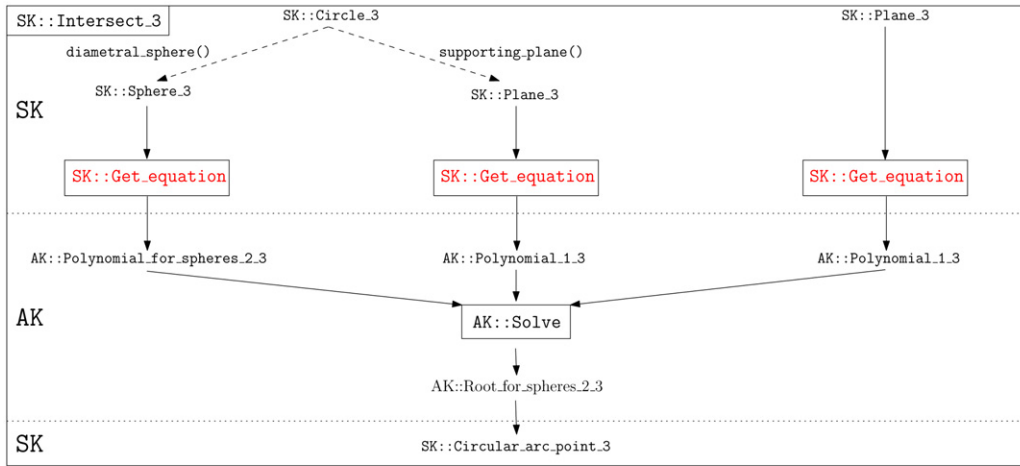 SK::Intersect_3
SK::Circle_3
SK::Plane_3
diametral_sphere()
supporting_plane()
SK::Sphere_3
SK::Plane_3
SK
SK::Get_equation
SK::Get_equation
SK::Get_equation
AK::Polynomial_for_spheres_2_3
AK::Polynomial_1_3
AK::Polynomial_1_3
AK
AK::Solve
AK::Root_for_spheres_2_3
SK
SK::Circular_arc_point_3